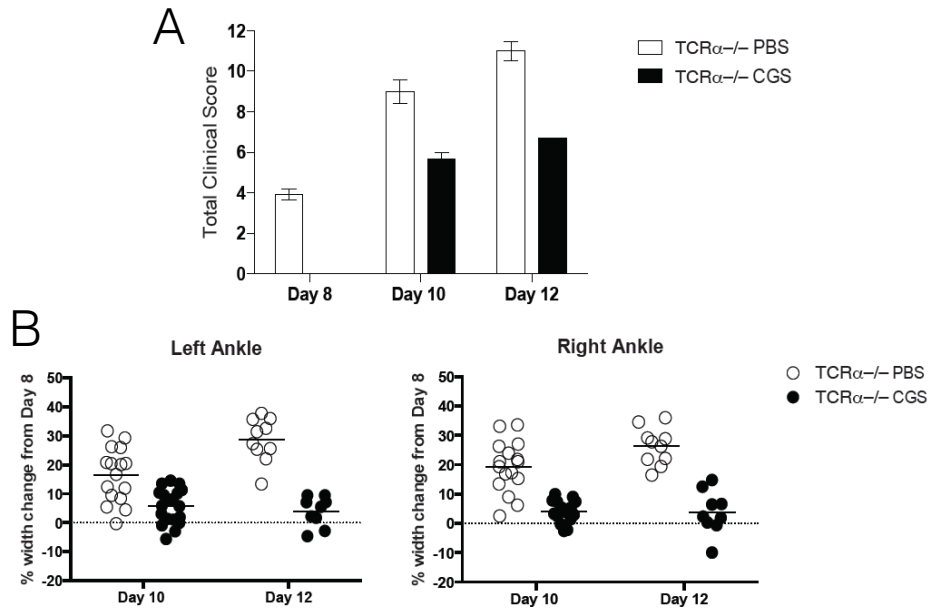 A
Total Clinical Score
12
10
8
6
4
2
0
Day 8
Day 10
Day 12
TCRα–/– PBS
TCRα–/– CGS
B
Left Ankle
% width change from Day 8
50
40
30
20
10
0
-10
-20
Day 10
Day 12
Right Ankle
% width change from Day 8
50
40
30
20
10
0
-10
-20
Day 10
Day 12
TCRα–/– PBS
TCRα–/– CGS